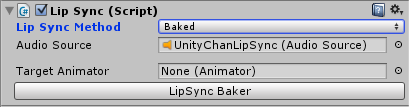 Lip Sync (Script)
Lip Sync Method Baked
Audio Source UnityChanLipSync (Audio Source)
Target Animator None (Animator)
LipSync Baker